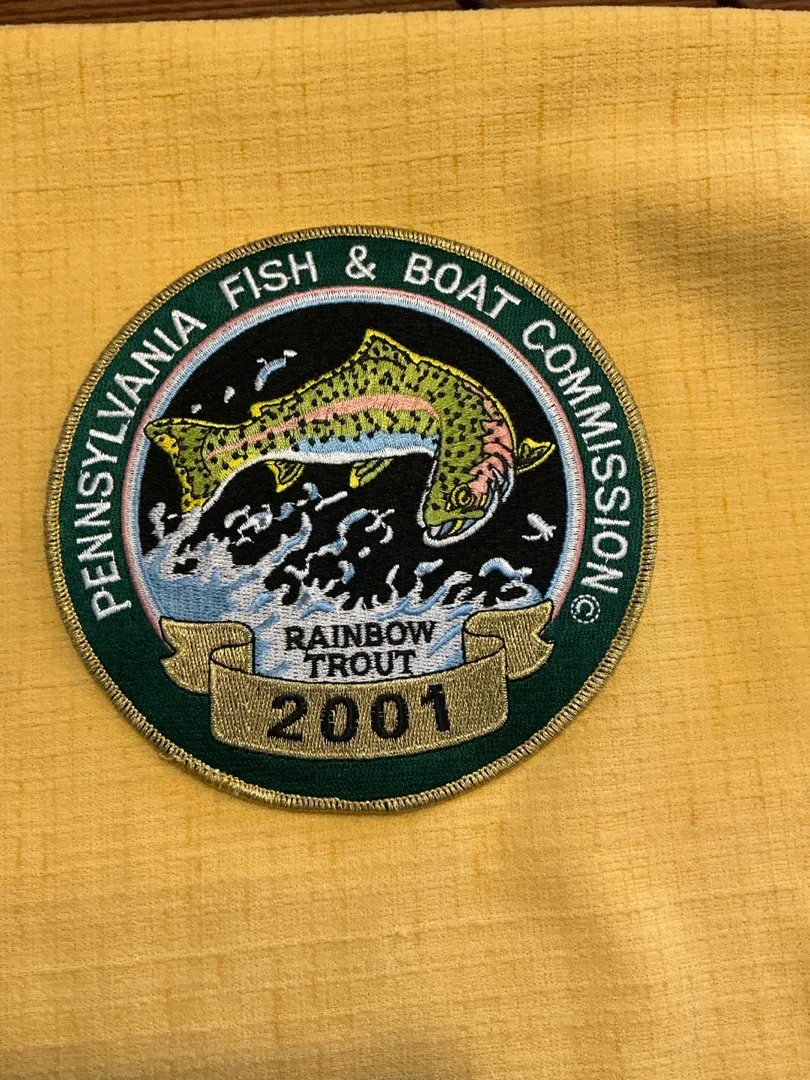 PENNSYLVANIA FISH & BOAT COMMISSION ©
RAINBOW
TROUT
2001